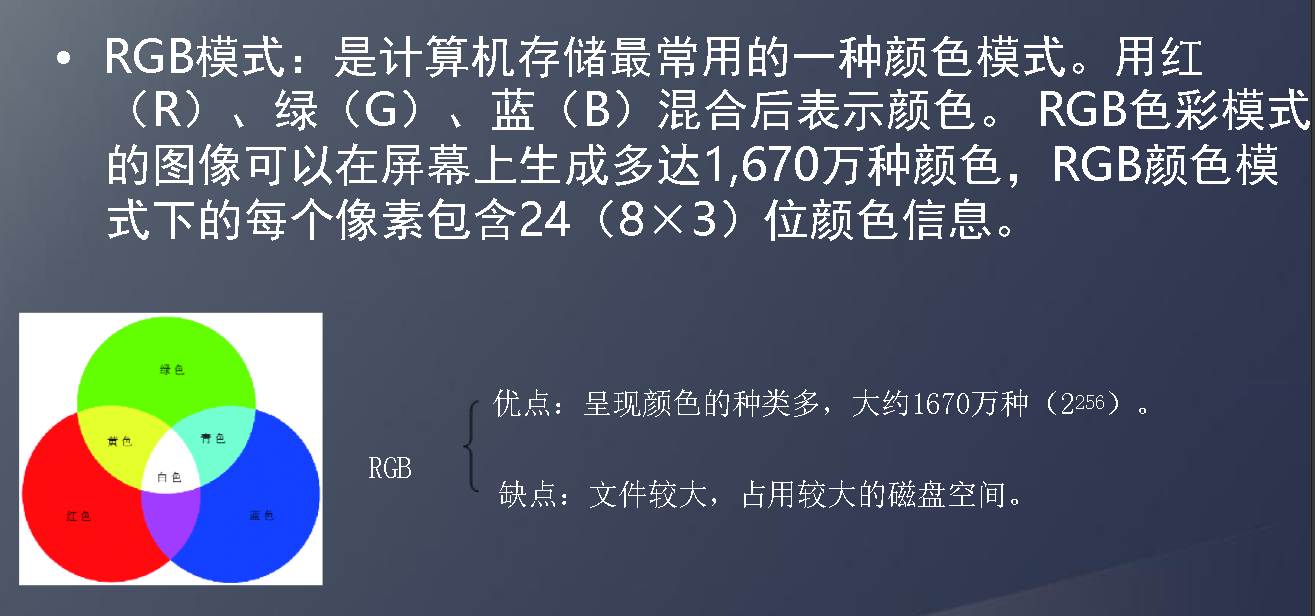 • RGB模式：是计算机存储最常用的一种颜色模式。用红
（R）、绿（G）、蓝（B）混合后表示颜色。 RGB色彩模式
的图像可以在屏幕上生成多达1,670万种颜色，RGB颜色模
式下的每个像素包含24（8×3）位颜色信息。
绿色
黄色
青色
白色
红色
蓝色
RGB
优点：呈现颜色的种类多，大约1670万种（2256）。
缺点：文件较大，占用较大的磁盘空间。